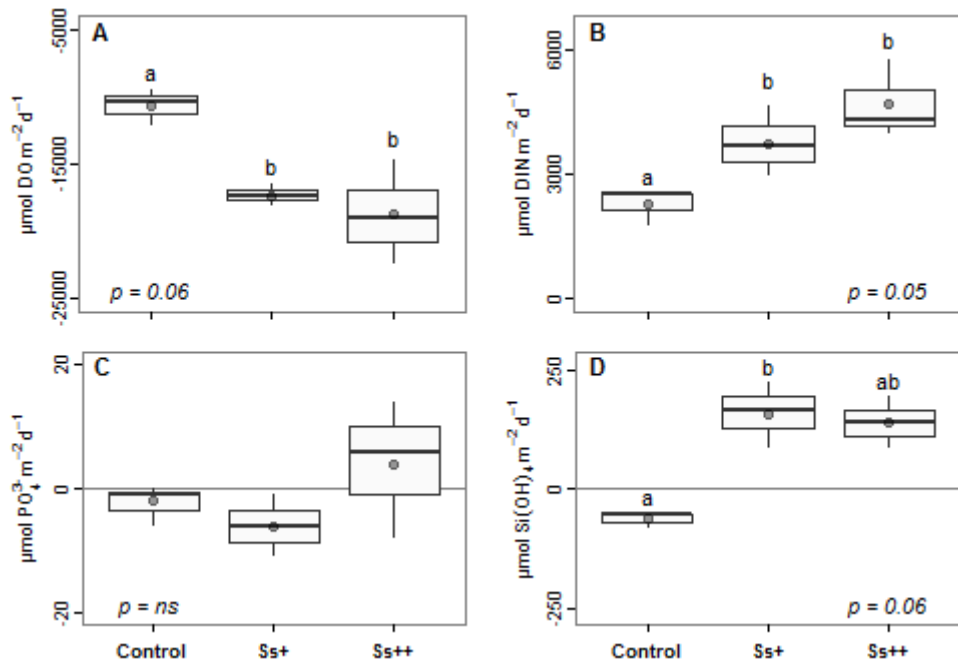 A
a
b
b
-5000
-15000
-25000
µmol DO m⁻² d⁻¹
p = 0.06
B
a
b
b
6000
3000
0
µmol DIN m⁻² d⁻¹
p = 0.05
C
20
0
-20
µmol PO₄³⁻ m⁻² d⁻¹
p = ns
Control
Ss+
Ss++
D
a
b
ab
250
0
-250
µmol Si(OH)₄ m⁻² d⁻¹
p = 0.06
Control
Ss+
Ss++